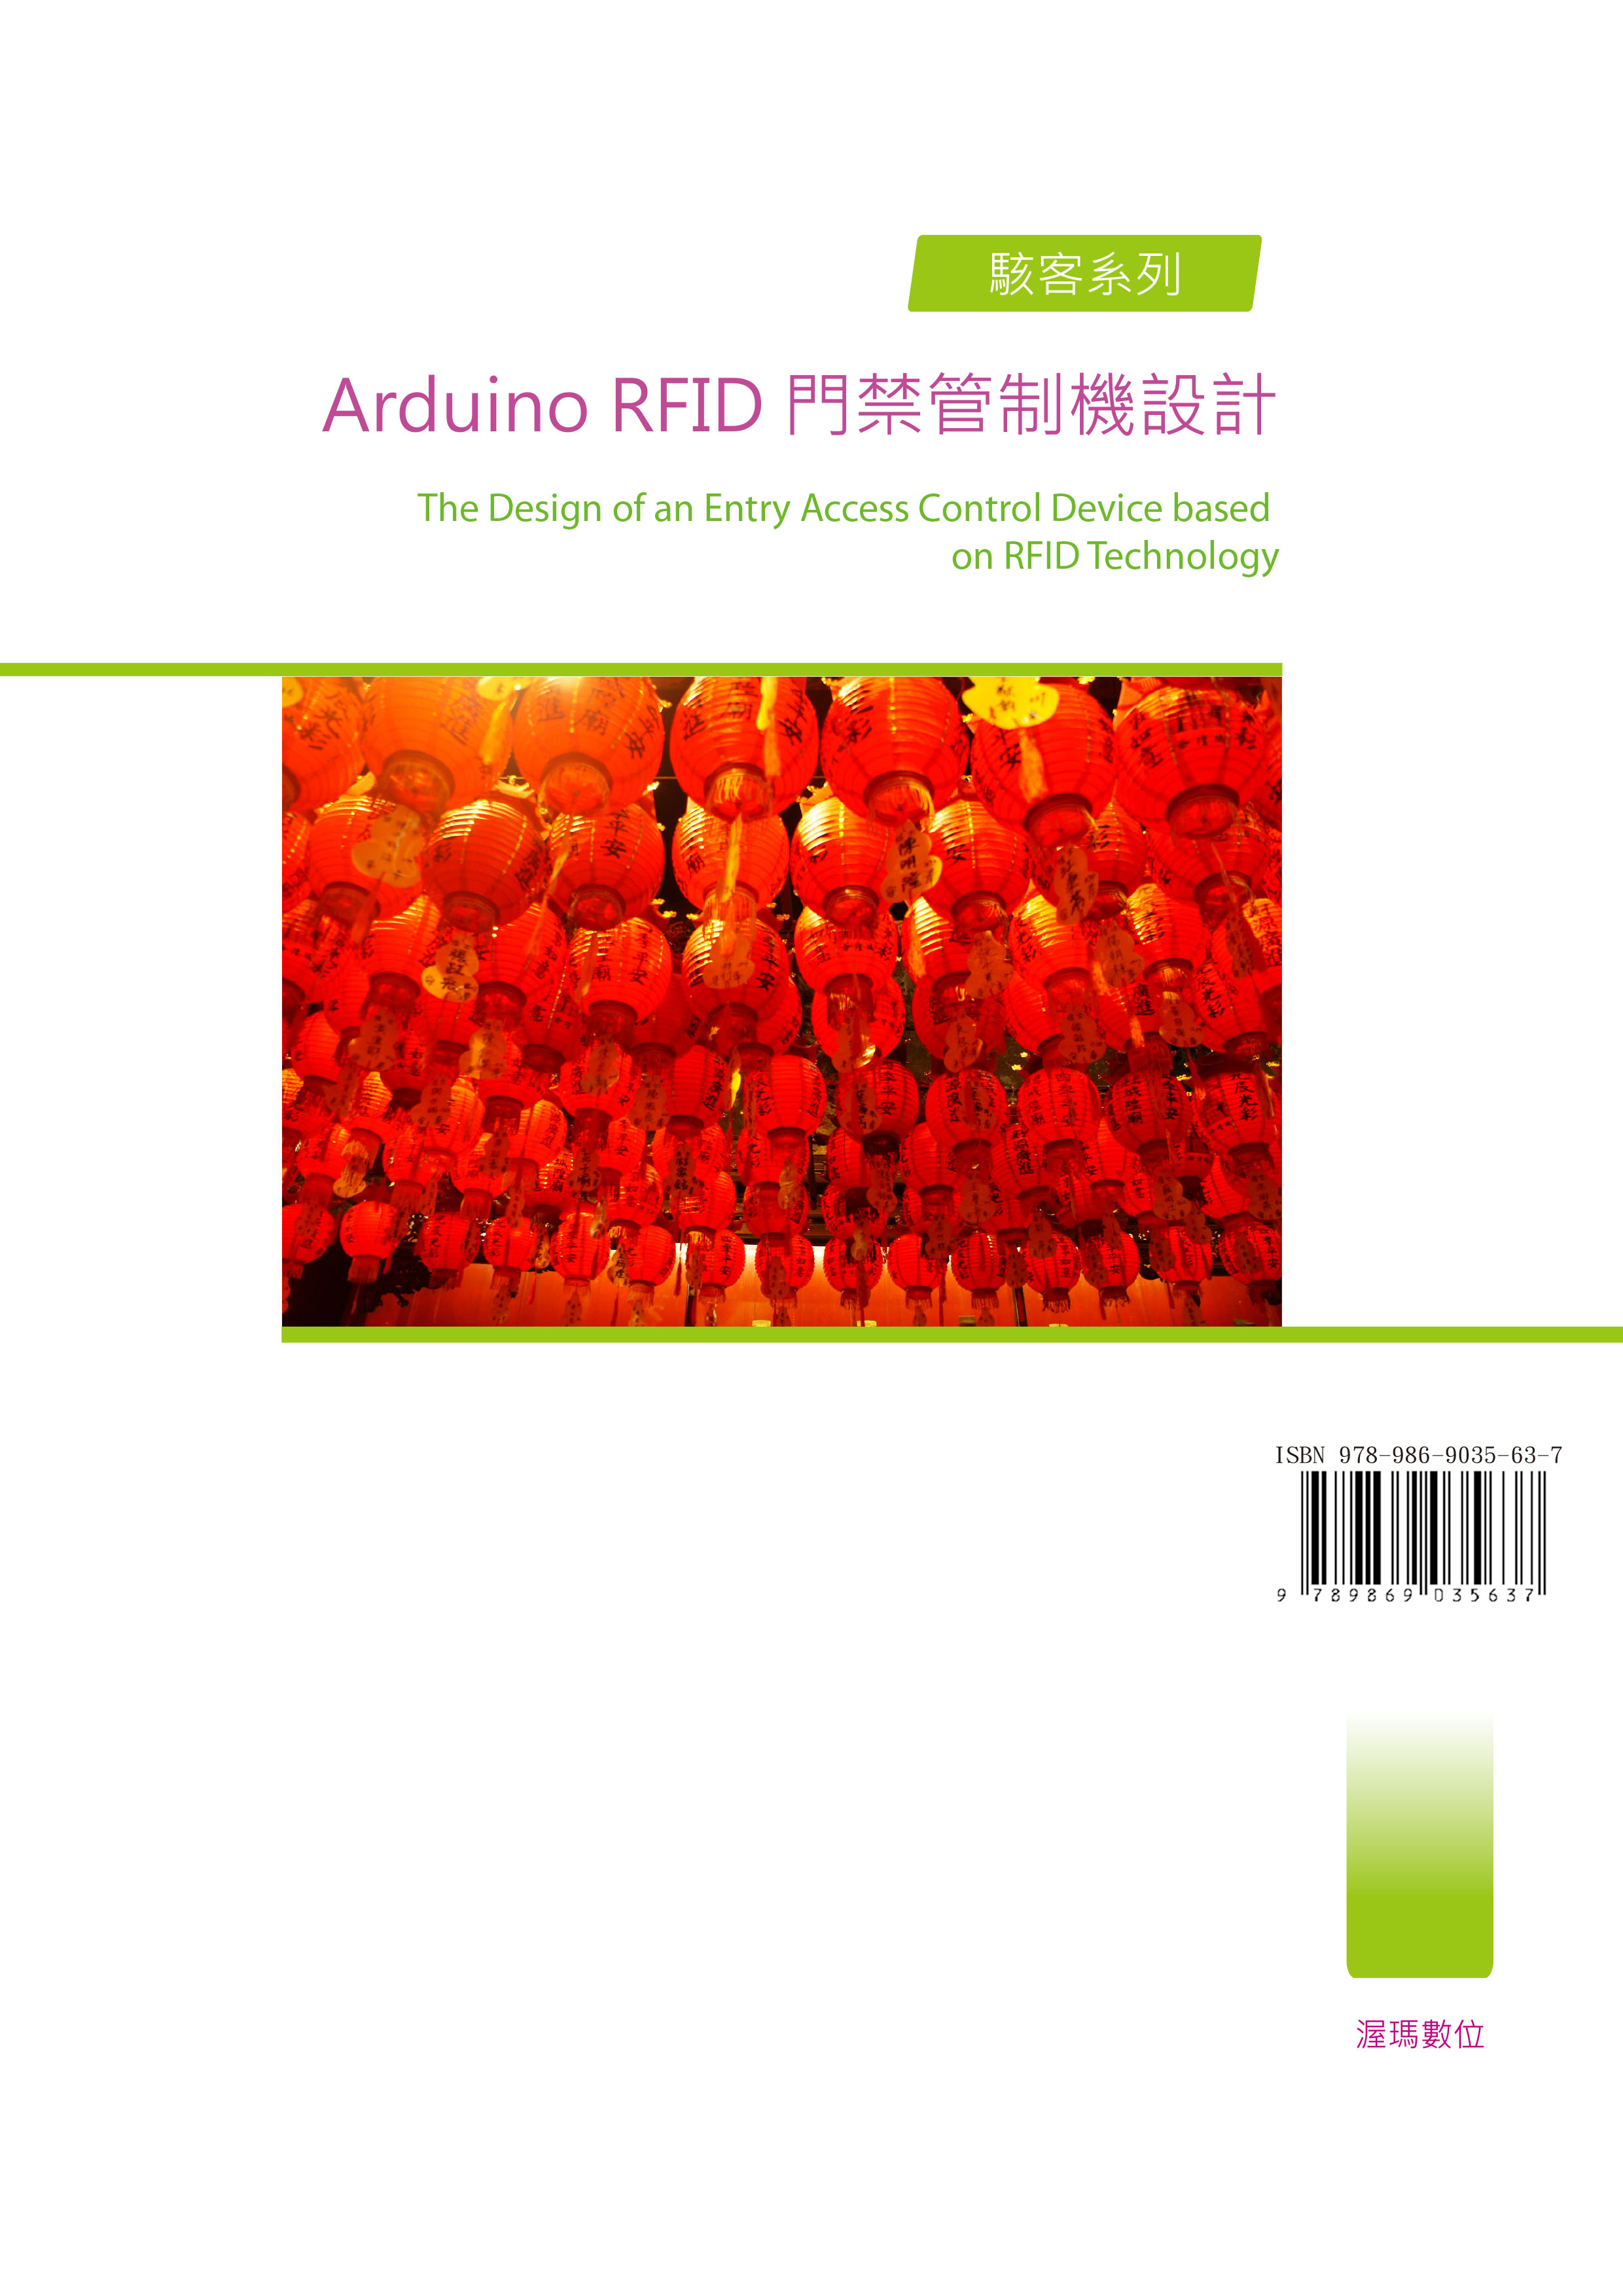 駭客系列
Arduino RFID 門禁管制機設計
The Design of an Entry Access Control Device based
on RFID Technology
ISBN 978-986-9035-63-7
9 789869 035637
渥瑪數位